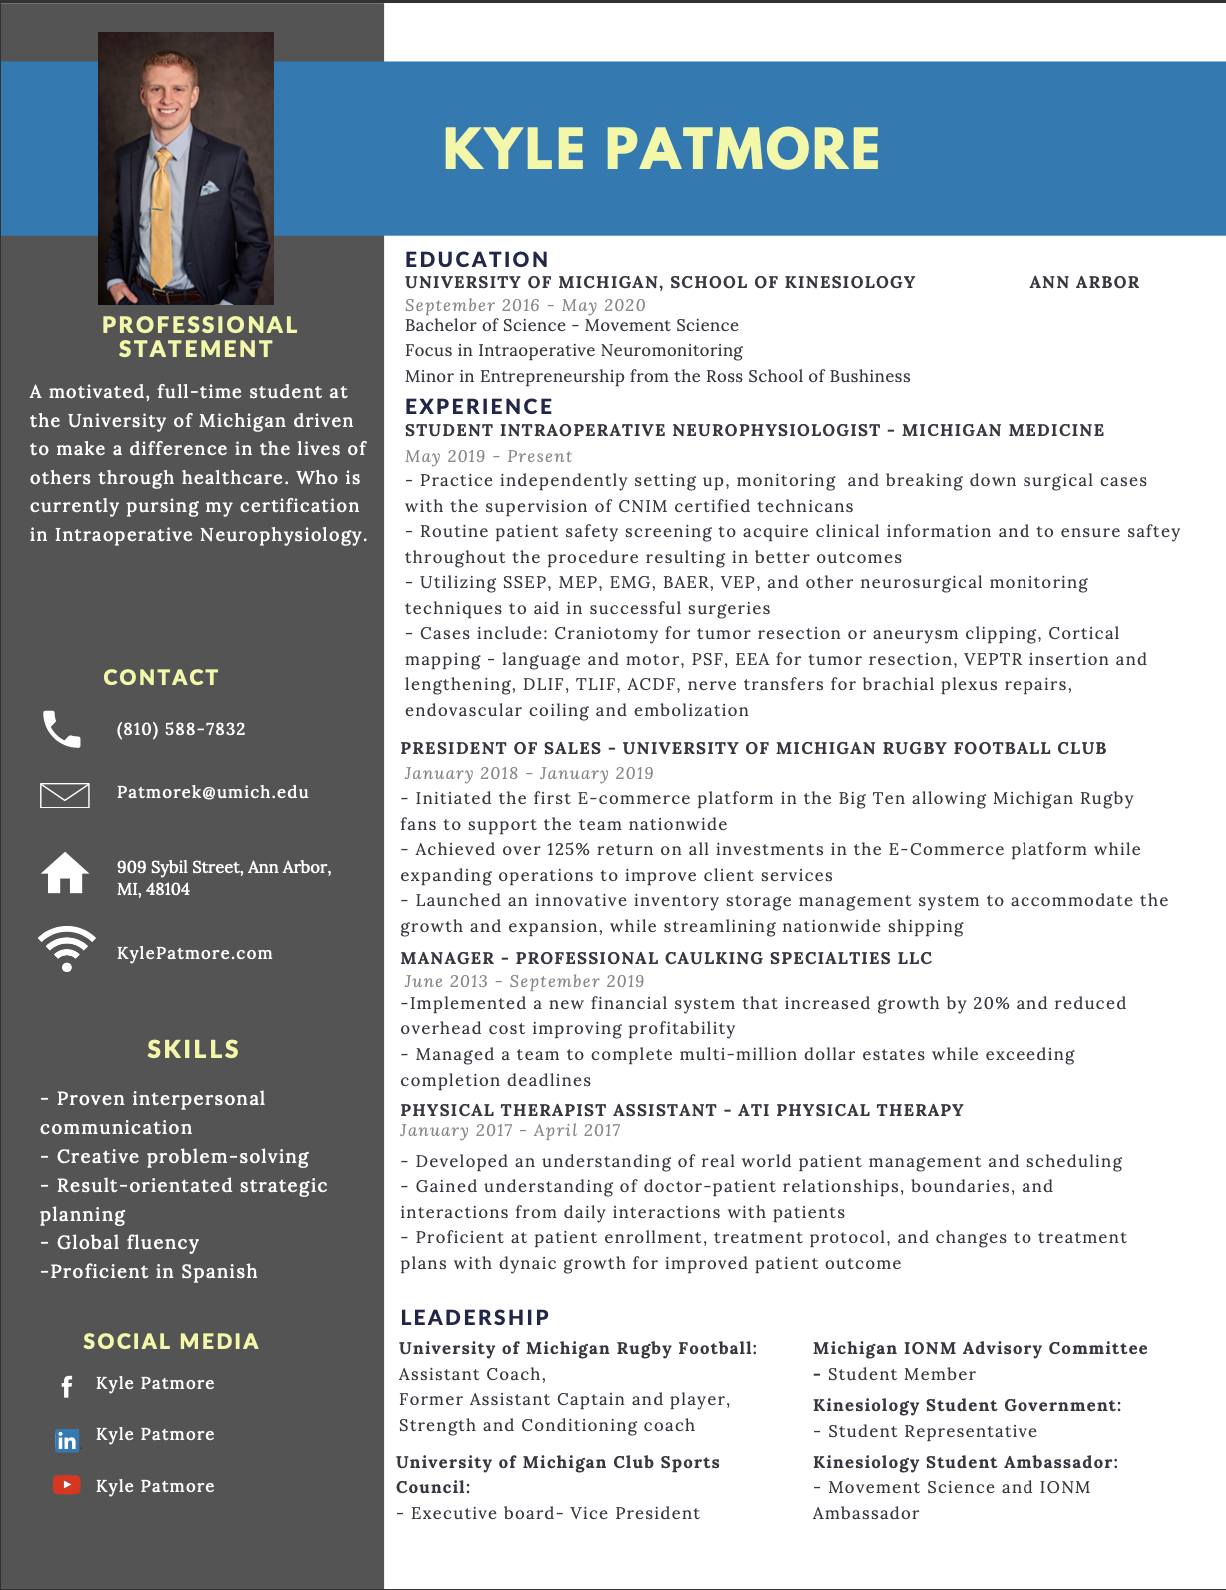 KYLE PATMORE
PROFESSIONAL
STATEMENT
A motivated, full-time student at
the University of Michigan driven
to make a difference in the lives of
others through healthcare. Who is
currently pursing my certification
in Intraoperative Neurophysiology.
CONTACT
(810) 588-7832
Patmorek@umich.edu
909 Sybil Street, Ann Arbor,
MI, 48104
KylePatmore.com
SKILLS
- Proven interpersonal
communication
- Creative problem-solving
- Result-orientated strategic
planning
- Global fluency
-Proficient in Spanish
SOCIAL MEDIA
f Kyle Patmore
in Kyle Patmore
Kyle Patmore
EDUCATION
UNIVERSITY OF MICHIGAN, SCHOOL OF KINESIOLOGY ANN ARBOR
September 2016 - May 2020
Bachelor of Science - Movement Science
Focus in Intraoperative Neuromonitoring
Minor in Entrepreneurship from the Ross School of Bushiness
EXPERIENCE
STUDENT INTRAOPERATIVE NEUROPHYSIOLOGIST - MICHIGAN MEDICINE
May 2019 - Present
- Practice independently setting up, monitoring and breaking down surgical cases
with the supervision of CNIM certified technicans
- Routine patient safety screening to acquire clinical information and to ensure saftey
throughout the procedure resulting in better outcomes
- Utilizing SSEP, MEP, EMG, BAER, VEP, and other neurosurgical monitoring
techniques to aid in successful surgeries
- Cases include: Craniotomy for tumor resection or aneurysm clipping, Cortical
mapping - language and motor, PSF, EEA for tumor resection, VEPTR insertion and
lengthening, DLIF, TLIF, ACDF, nerve transfers for brachial plexus repairs,
endovascular coiling and embolization
PRESIDENT OF SALES - UNIVERSITY OF MICHIGAN RUGBY FOOTBALL CLUB
January 2018 - January 2019
- Initiated the first E-commerce platform in the Big Ten allowing Michigan Rugby
fans to support the team nationwide
- Achieved over 125% return on all investments in the E-Commerce platform while
expanding operations to improve client services
- Launched an innovative inventory storage management system to accommodate the
growth and expansion, while streamlining nationwide shipping
MANAGER - PROFESSIONAL CAULKING SPECIALTIES LLC
June 2013 - September 2019
-Implemented a new financial system that increased growth by 20% and reduced
overhead cost improving profitability
- Managed a team to complete multi-million dollar estates while exceeding
completion deadlines
PHYSICAL THERAPIST ASSISTANT - ATI PHYSICAL THERAPY
January 2017 - April 2017
- Developed an understanding of real world patient management and scheduling
- Gained understanding of doctor-patient relationships, boundaries, and
interactions from daily interactions with patients
- Proficient at patient enrollment, treatment protocol, and changes to treatment
plans with dynaic growth for improved patient outcome
LEADERSHIP
University of Michigan Rugby Football:
Assistant Coach,
Former Assistant Captain and player,
Strength and Conditioning coach
University of Michigan Club Sports
Council:
- Executive board- Vice President
Michigan IONM Advisory Committee
- Student Member
Kinesiology Student Government:
- Student Representative
Kinesiology Student Ambassador:
- Movement Science and IONM
Ambassador